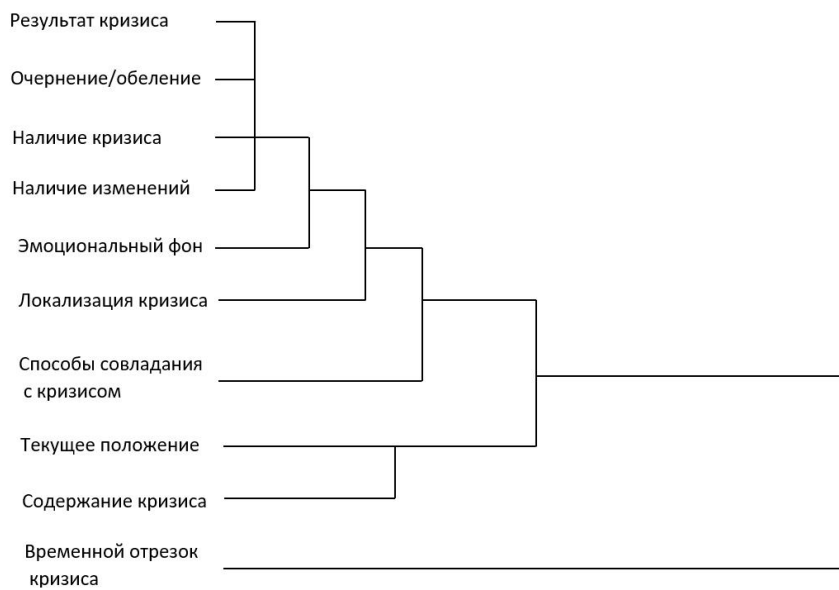 Результат кризиса
Очернение/обеление
Наличие кризиса
Наличие изменений
Эмоциональный фон
Локализация кризиса
Способы совладания
с кризисом
Текущее положение
Содержание кризиса
Временной отрезок
кризиса